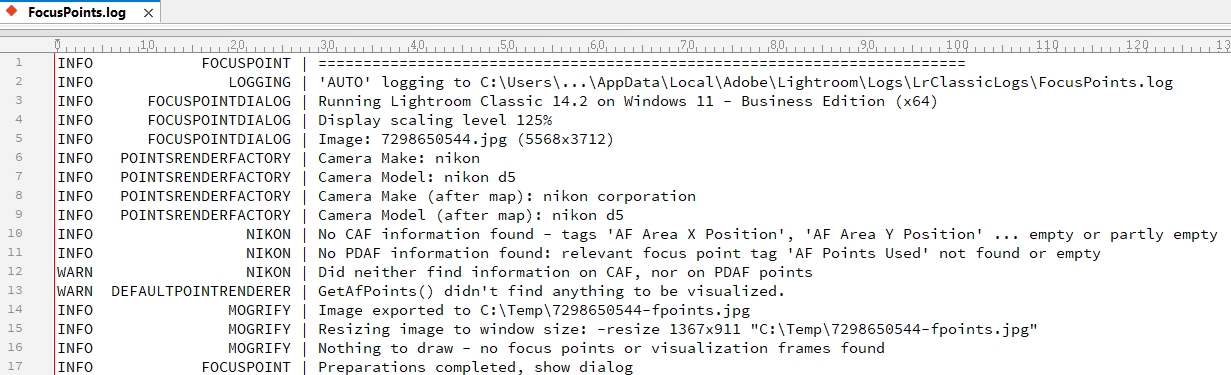 FocusPoints.log
0 10 20 30 40 50 60 70 80 90 100 110 120 13
1 INFO FOCUSPOINT | ========================================================================
2 INFO LOGGING | 'AUTO' logging to C:\Users\...\AppData\Local\Adobe\Lightroom\Logs\LrClassicLogs\FocusPoints.log
3 INFO FOCUSPOINTDIALOG | Running Lightroom Classic 14.2 on Windows 11 - Business Edition (x64)
4 INFO FOCUSPOINTDIALOG | Display scaling level 125%
5 INFO FOCUSPOINTDIALOG | Image: 7298650544.jpg (5568x3712)
6 INFO POINTSRENDERFACTORY | Camera Make: nikon
7 INFO POINTSRENDERFACTORY | Camera Model: nikon d5
8 INFO POINTSRENDERFACTORY | Camera Make (after map): nikon corporation
9 INFO POINTSRENDERFACTORY | Camera Model (after map): nikon d5
10 INFO NIKON | No CAF information found - tags 'AF Area X Position', 'AF Area Y Position' ... empty or partly empty
11 INFO NIKON | No PDAF information found: relevant focus point tag 'AF Points Used' not found or empty
12 WARN NIKON | Did neither find information on CAF, nor on PDAF points
13 WARN DEFAULTPOINTRENDERER | GetAfPoints() didn't find anything to be visualized.
14 INFO MOGRIFY | Image exported to C:\Temp\7298650544-fpoints.jpg
15 INFO MOGRIFY | Resizing image to window size: -resize 1367x911 "C:\Temp\7298650544-fpoints.jpg"
16 INFO MOGRIFY | Nothing to draw - no focus points or visualization frames found
17 INFO FOCUSPOINT | Preparations completed, show dialog